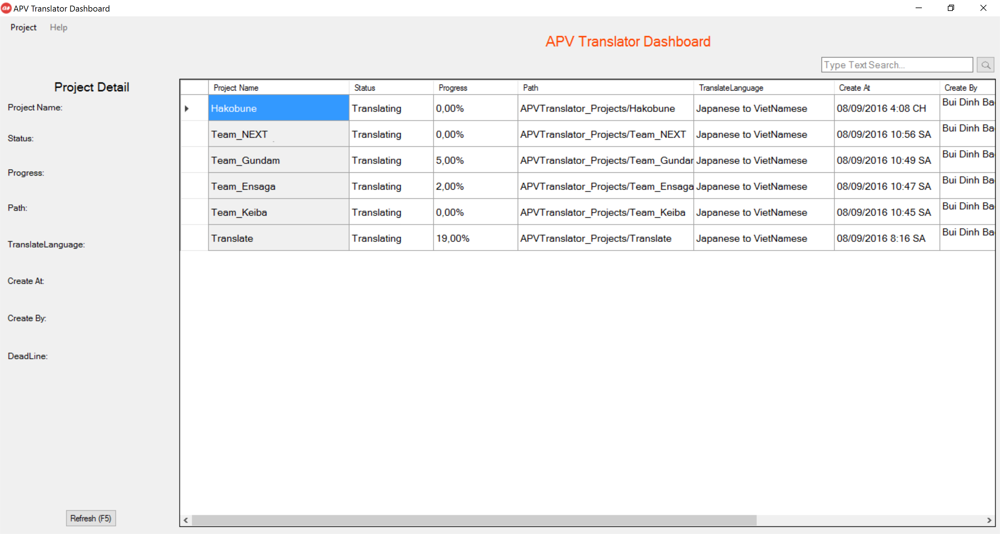 APV Translator Dashboard
Project Help
APV Translator Dashboard
Type Text Search...
Project Detail
Project Name:
Status:
Progress:
Path:
TranslateLanguage:
Create At:
Create By:
DeadLine:
Refresh (F5)
Project Name Status Progress Path TranslateLanguage Create At Create By
Hakobune Translating 0,00% APVTranslator_Projects/Hakobune Japanese to VietNamese 08/09/2016 4:08 CH Bui Dinh Ba
Team_NEXT Translating 0,00% APVTranslator_Projects/Team_NEXT Japanese to VietNamese 08/09/2016 10:56 SA Bui Dinh Ba
Team_Gundam Translating 5,00% APVTranslator_Projects/Team_Gundam Japanese to VietNamese 08/09/2016 10:49 SA Bui Dinh Ba
Team_Ensaga Translating 2,00% APVTranslator_Projects/Team_Ensaga Japanese to VietNamese 08/09/2016 10:47 SA Bui Dinh Ba
Team_Keiba Translating 0,00% APVTranslator_Projects/Team_Keiba Japanese to VietNamese 08/09/2016 10:45 SA Bui Dinh Ba
Translate Translating 19,00% APVTranslator_Projects/Translate Japanese to VietNamese 08/09/2016 8:16 SA Bui Dinh Ba